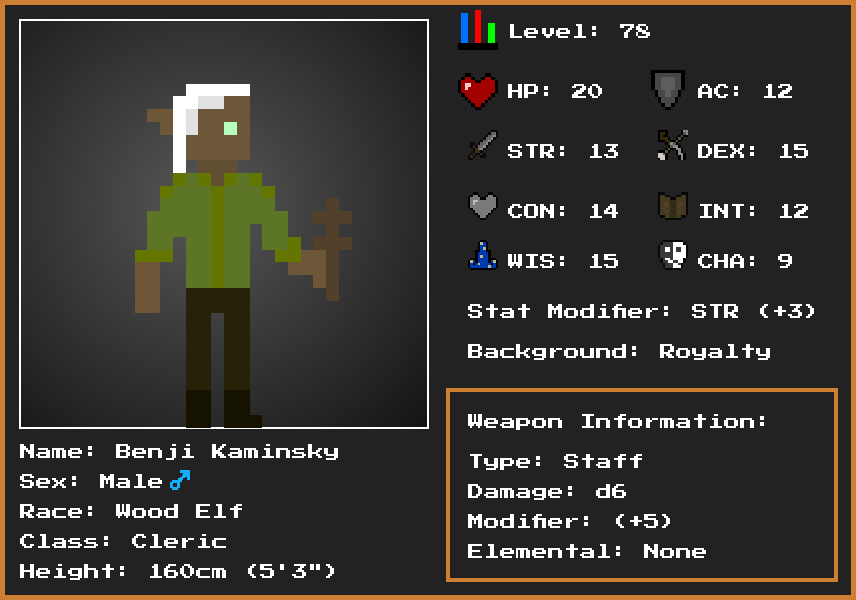 Level: 78
HP: 20 AC: 12
STR: 13 DEX: 15
CON: 14 INT: 12
WIS: 15 CHA: 9
Stat Modifier: STR (+3)
Background: Royalty
Weapon Information:
Type: Staff
Damage: d6
Modifier: (+5)
Elemental: None
Name: Benji Kaminsky
Sex: Male ♂
Race: Wood Elf
Class: Cleric
Height: 160cm (5'3")